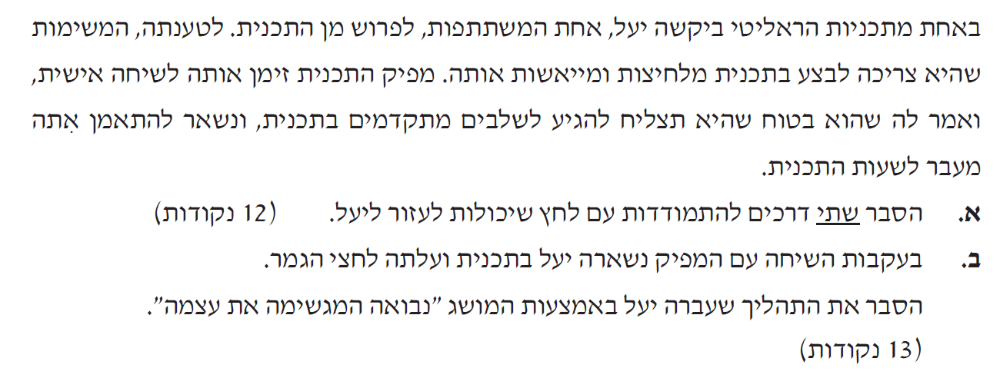 באחת מתכניות הראליטי ביקשה יעל, אחת המשתתפות, לפרוש מן התכנית. לטענתה, המשימות
שהיא צריכה לבצע בתכנית מלחיצות ומייאשות אותה. מפיק התכנית זימן אותה לשיחה אישית,
ואמר לה שהוא בטוח שהיא תצליח להגיע לשלבים מתקדמים בתכנית, ונשאר להתאמן אִתה
מעבר לשעות התכנית.
א. הסבר שתי דרכים להתמודדות עם לחץ שיכולות לעזור ליעל. (12 נקודות)
ב. בעקבות השיחה עם המפיק נשארה יעל בתכנית ועלתה לחצי הגמר.
הסבר את התהליך שעברה יעל באמצעות המושג "נבואה המגשימה את עצמה".
(13 נקודות)